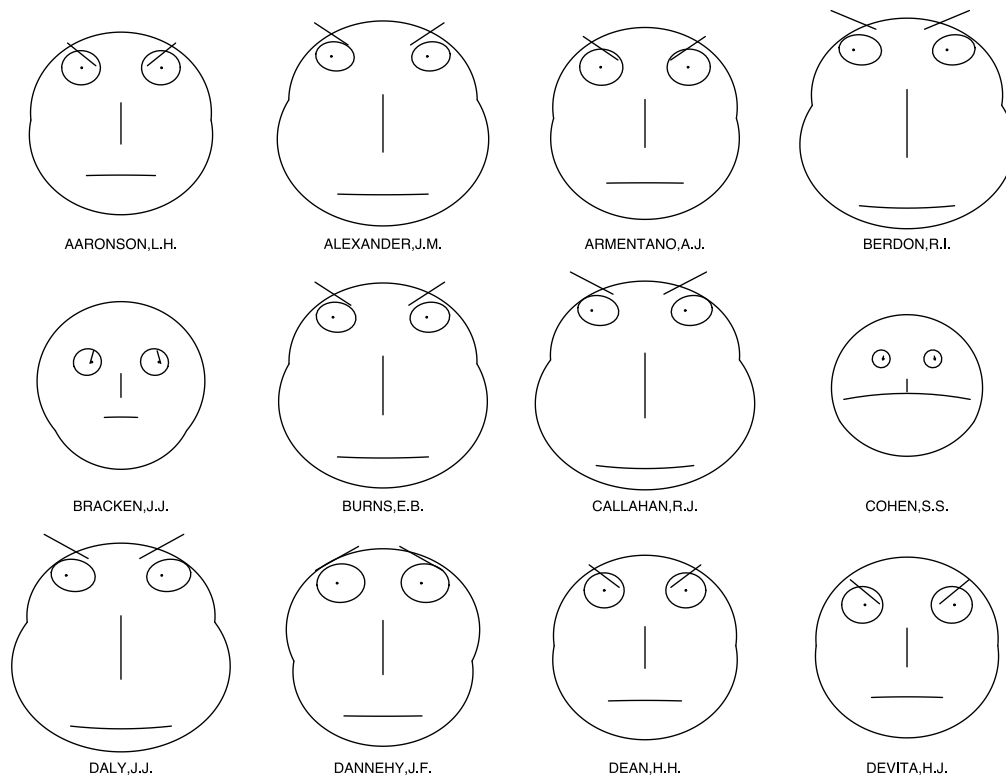 AARONSON,L.H.
ALEXANDER,J.M.
ARMENTANO,A.J.
BERDON,R.I.
BRACKEN,J.J.
BURNS,E.B.
CALLAHAN,R.J.
COHEN,S.S.
DALY,J.J.
DANNEHY,J.F.
DEAN,H.H.
DEVITA,H.J.